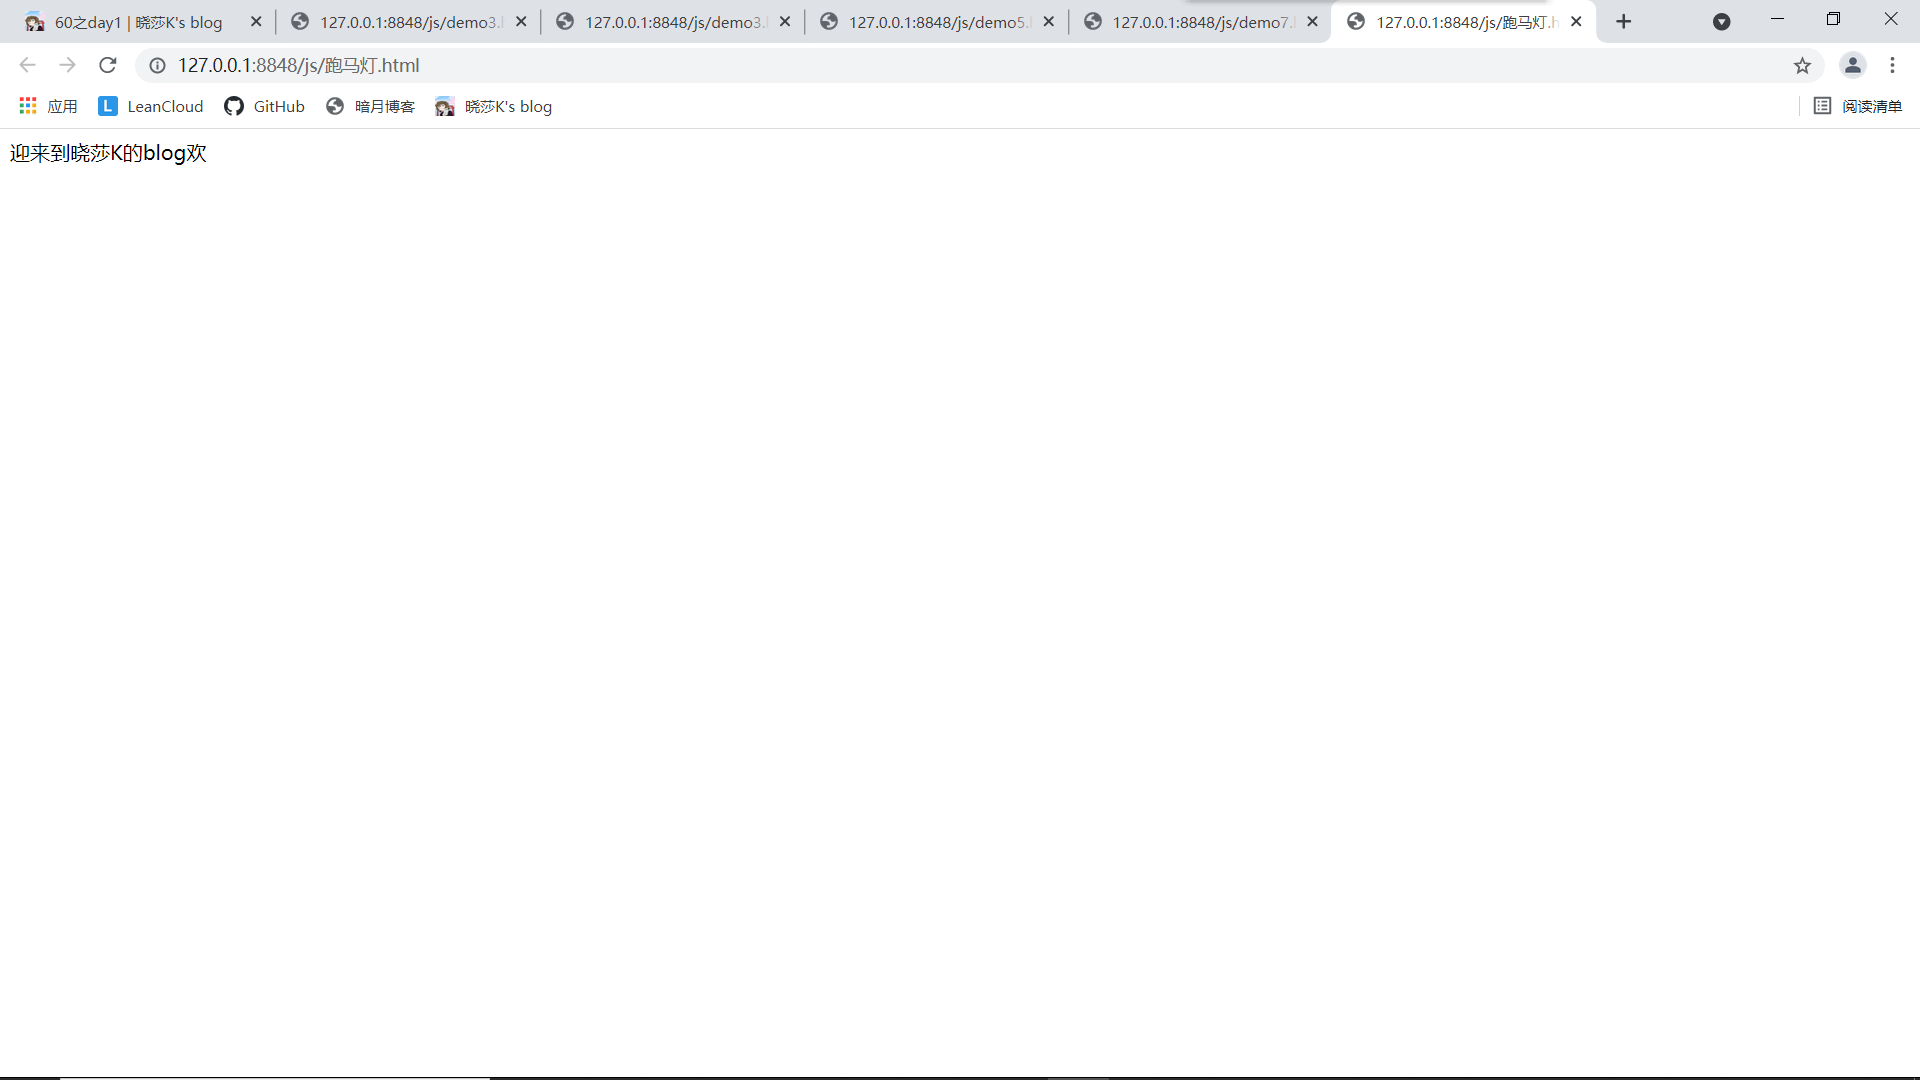 60之day1 | 晓莎K's blog
127.0.0.1:8848/js/demo3.
127.0.0.1:8848/js/demo3.
127.0.0.1:8848/js/demo5.
127.0.0.1:8848/js/demo7.
127.0.0.1:8848/js/跑马灯.h
127.0.0.1:8848/js/跑马灯.html
应用
L LeanCloud
GitHub
暗月博客
晓莎K's blog
阅读清单
迎来到晓莎K的blog欢